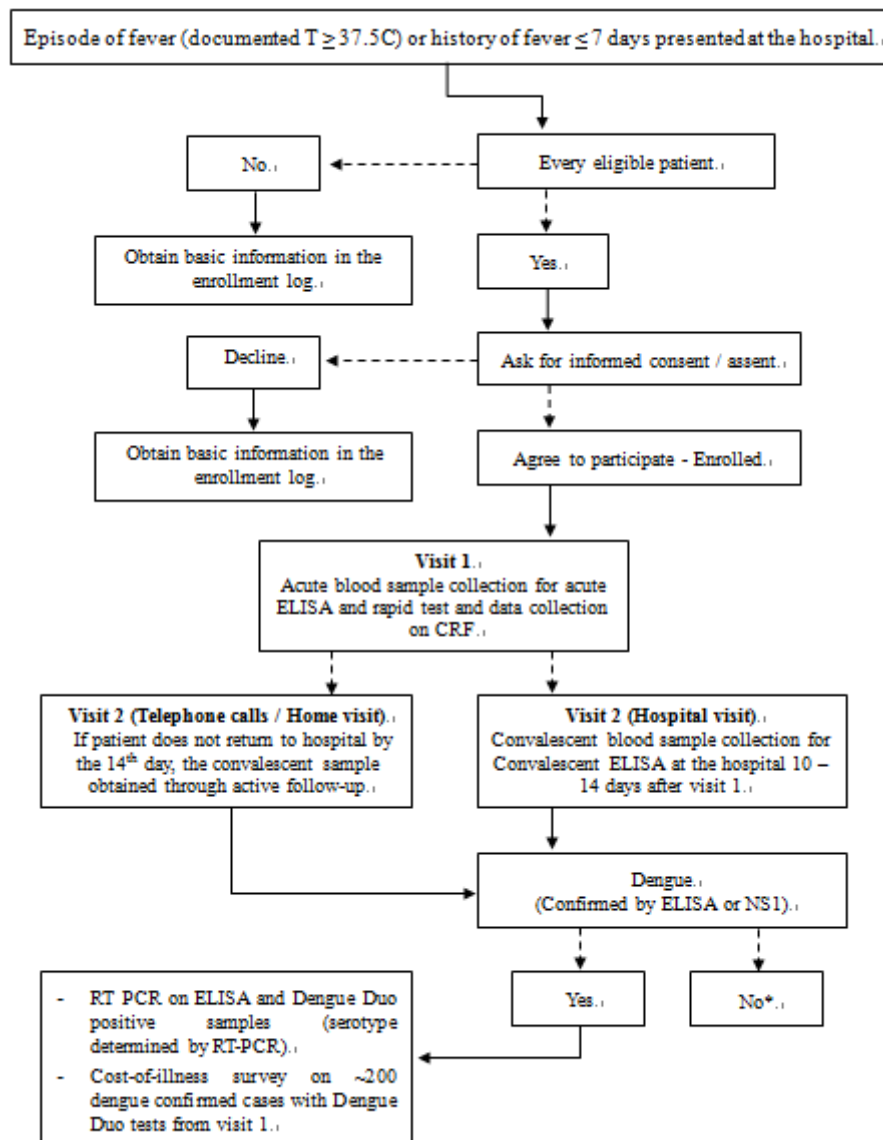 Episode of fever (documented T ≥ 37.5C) or history of fever ≤ 7 days presented at the hospital.
No.
Every eligible patient.
Obtain basic information in the
enrollment log.
Yes.
Decline.
Ask for informed consent / assent.
Obtain basic information in the
enrollment log.
Agree to participate - Enrolled.
Visit 1.
Acute blood sample collection for acute
ELISA and rapid test and data collection
on CRF.
Visit 2 (Telephone calls / Home visit).
If patient does not return to hospital by
the 14th day, the convalescent sample
obtained through active follow-up.
Visit 2 (Hospital visit).
Convalescent blood sample collection for
Convalescent ELISA at the hospital 10 –
14 days after visit 1.
Dengue.
(Confirmed by ELISA or NS1).
Yes.
No*.
- RT PCR on ELISA and Dengue Duo
positive samples (serotype
determined by RT-PCR).
- Cost-of-illness survey on ~200
dengue confirmed cases with Dengue
Duo tests from visit 1.